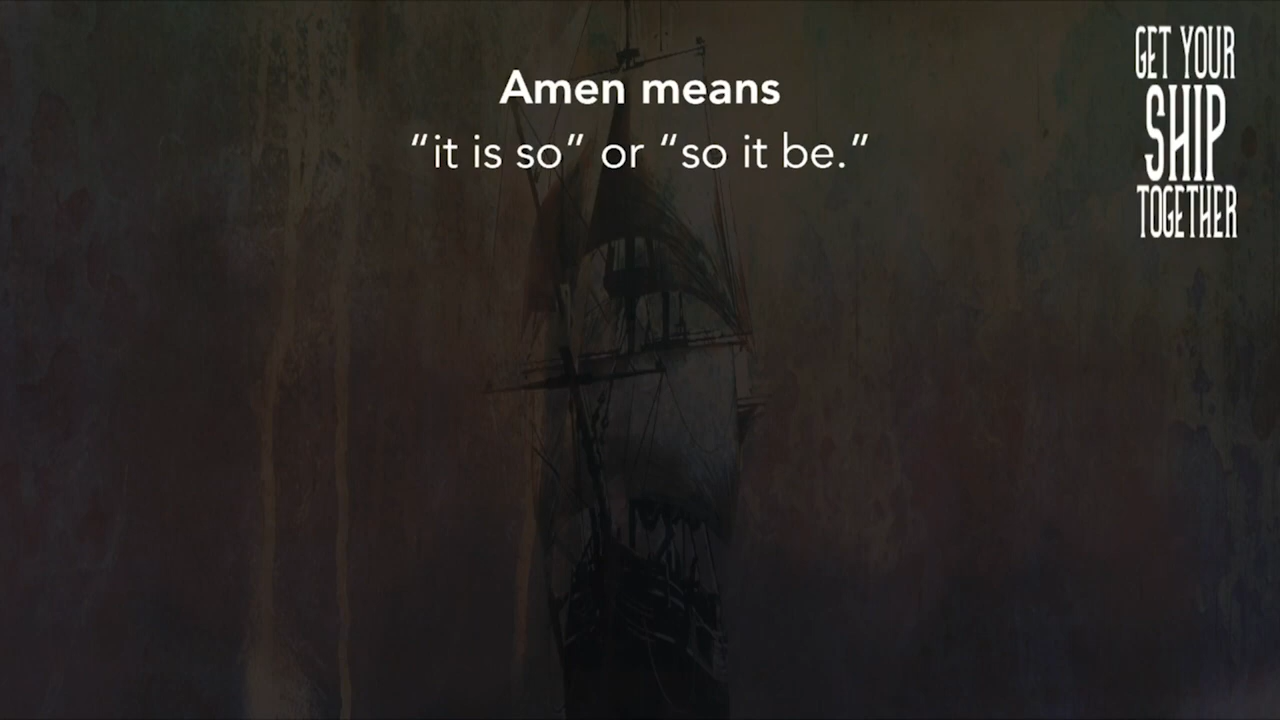 Amen means
“it is so” or “so it be.”
GET YOUR
SHIP
TOGETHER